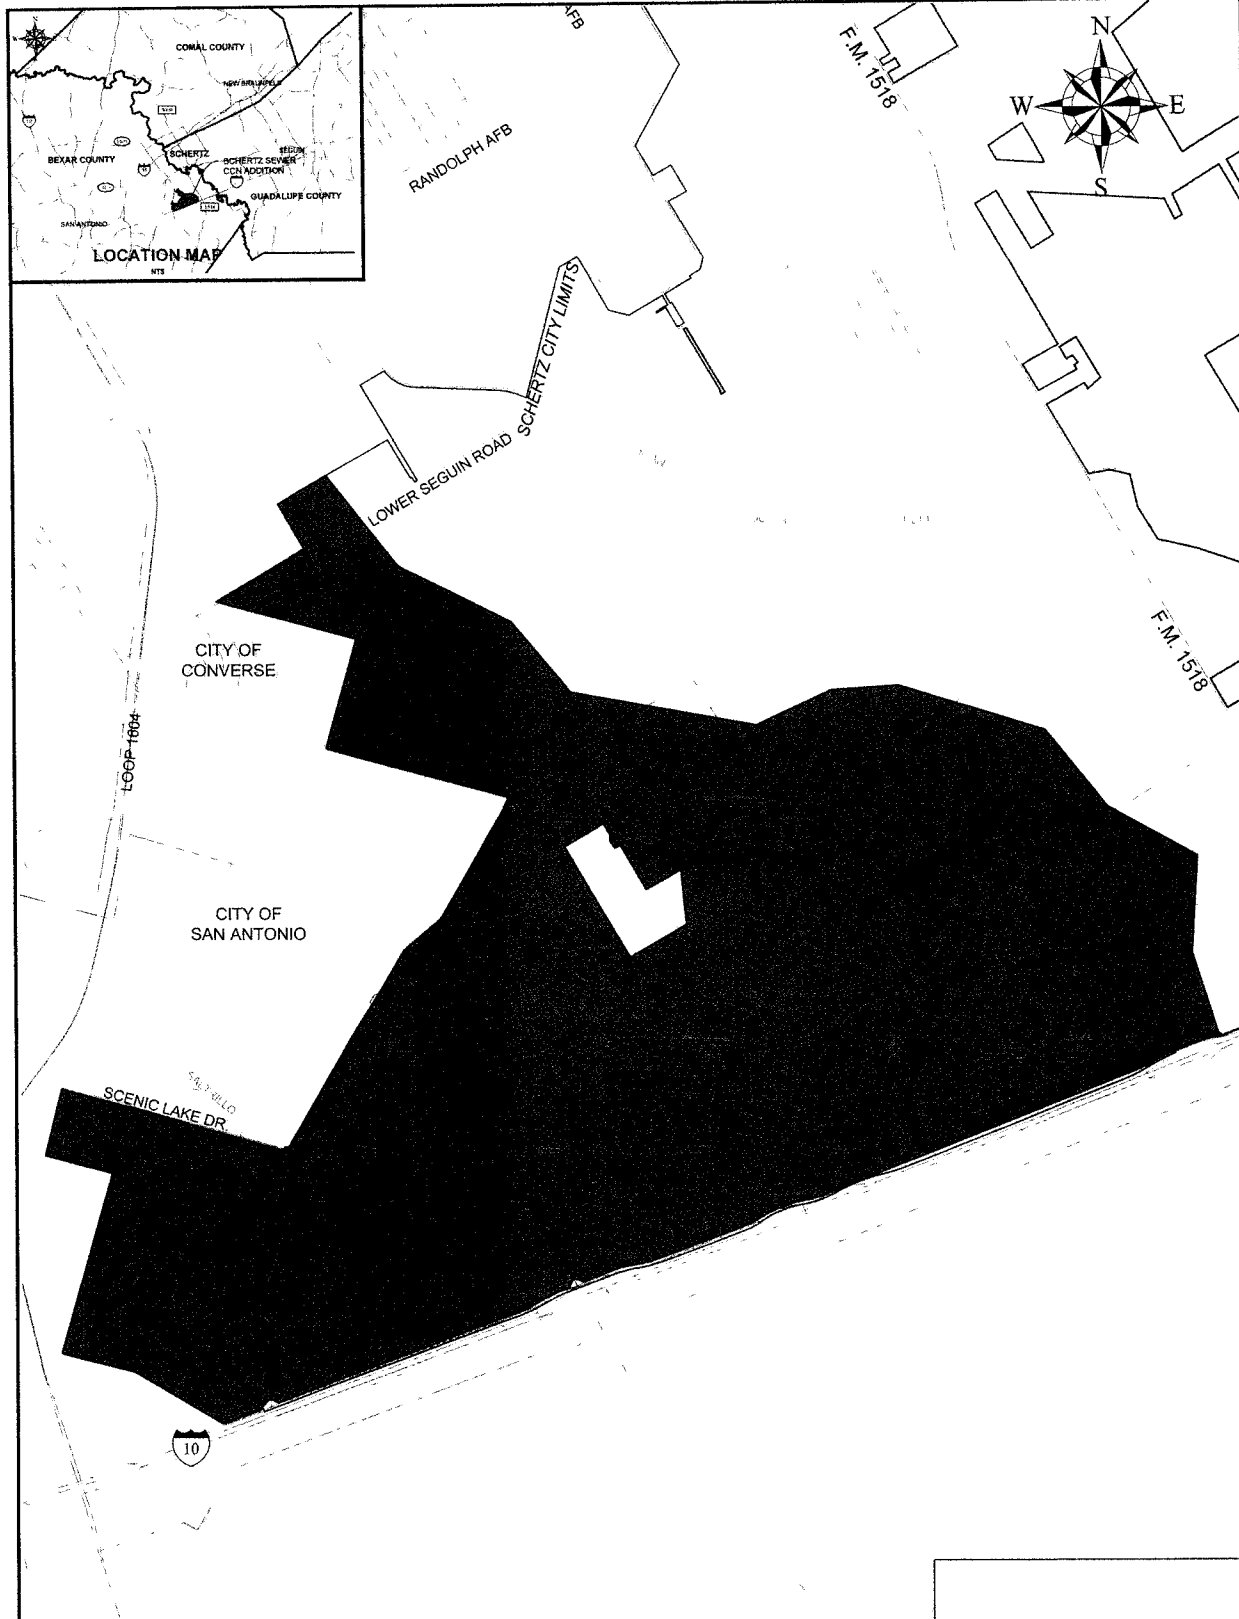 COMAL COUNTY
NEW BRAUNFELS
BEXAR COUNTY
SCHERTZ
SEGUIN
SCHERTZ SEWER
CCN ADDITION
GUADALUPE COUNTY
SAN ANTONIO
LOCATION MAP
NTS
AFB
RANDOLPH AFB
F.M. 1518
N
W
E
S
SCHERTZ CITY LIMITS
LOWER SEGUIN ROAD
CITY OF
CONVERSE
F.M. 1518
LOOP 1604
CITY OF
SAN ANTONIO
SCENIC LAKE DR.
10